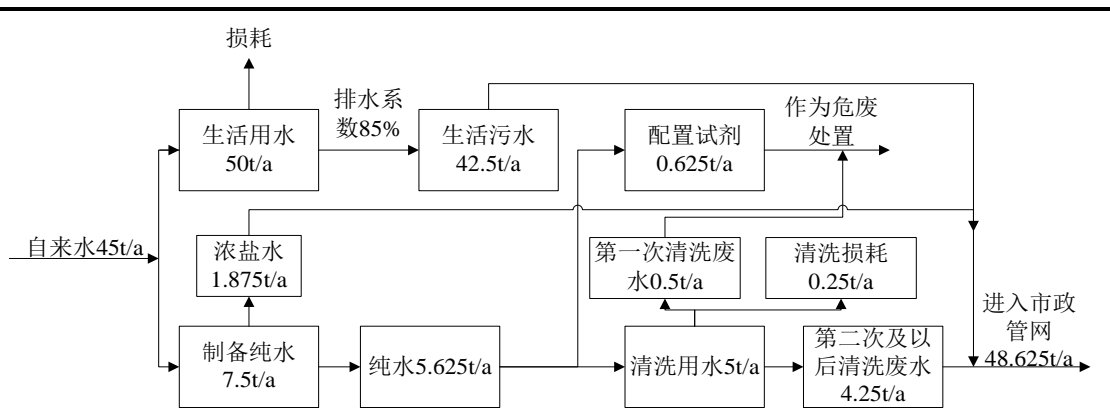 损耗
生活用水
50t/a
排水系
数85%
生活污水
42.5t/a
配置试剂
0.625t/a
作为危废
处置
自来水45t/a
浓盐水
1.875t/a
第一次清洗废
水0.5t/a
清洗损耗
0.25t/a
制备纯水
7.5t/a
纯水5.625t/a
清洗用水5t/a
第二次及以
后清洗废水
4.25t/a
进入市政
管网
48.625t/a